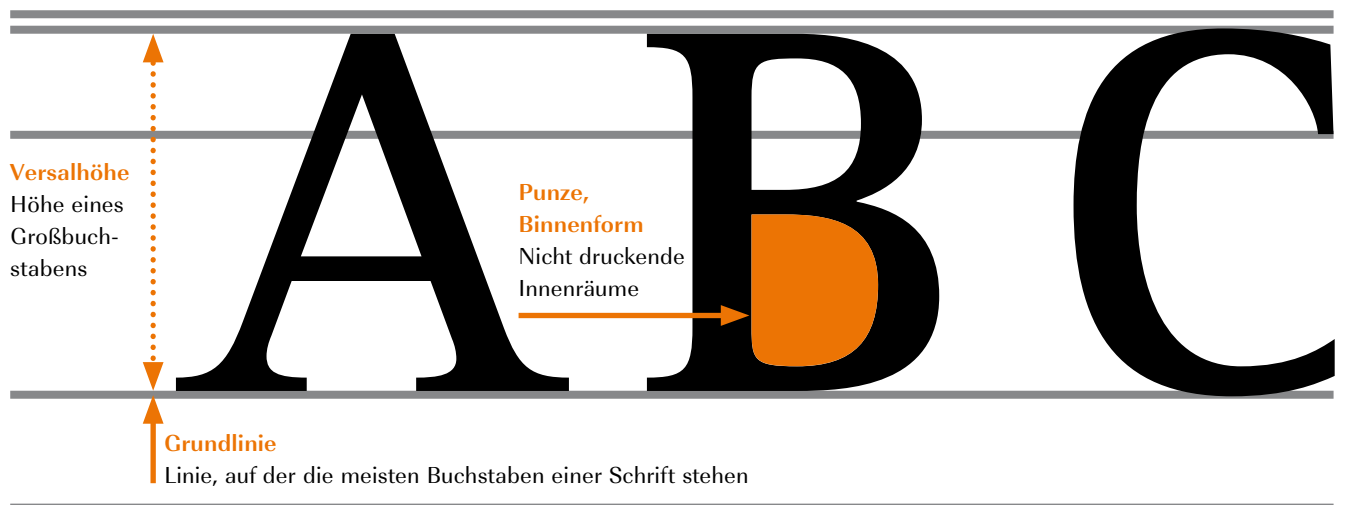 A B C
Versalhöhe
Höhe eines
Großbuch-
stabens
Punze,
Binnenform
Nicht druckende
Innenräume
Grundlinie
Linie, auf der die meisten Buchstaben einer Schrift stehen